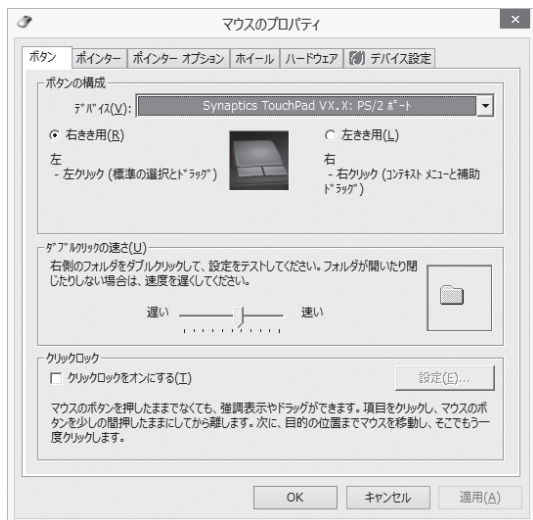 マウスのプロパティ
ボタン ポインター ポインター オプション ホイール ハードウェア デバイス設定
ボタンの構成
ﾃﾞﾊﾞｲｽ(V): Synaptics TouchPad VX.X: PS/2 ﾎﾟｰﾄ
右きき用(R) 左きき用(L)
左
- 左クリック (標準の選択とﾄﾞﾗｯｸﾞ)
右
- 右クリック (ｺﾝﾃｷｽﾄ ﾒﾆｭｰと補助
ﾄﾞﾗｯｸﾞ)
ﾀﾞﾌﾞﾙｸﾘｯｸの速さ(U)
右側のフォルダをダブルクリックして、設定をテストしてください。フォルダが開いたり閉
じたりしない場合は、速度を遅くしてください。
遅い 速い
クリックロック
クリックロックをオンにする(T) 設定(E)...
マウスのボタンを押したままでなくても、強調表示やドラッグができます。項目をクリックし、マウスのボ
タンを少しの間押したままにしてから離します。次に、目的の位置までマウスを移動し、そこでもう一
度クリックします。
OK キャンセル 適用(A)